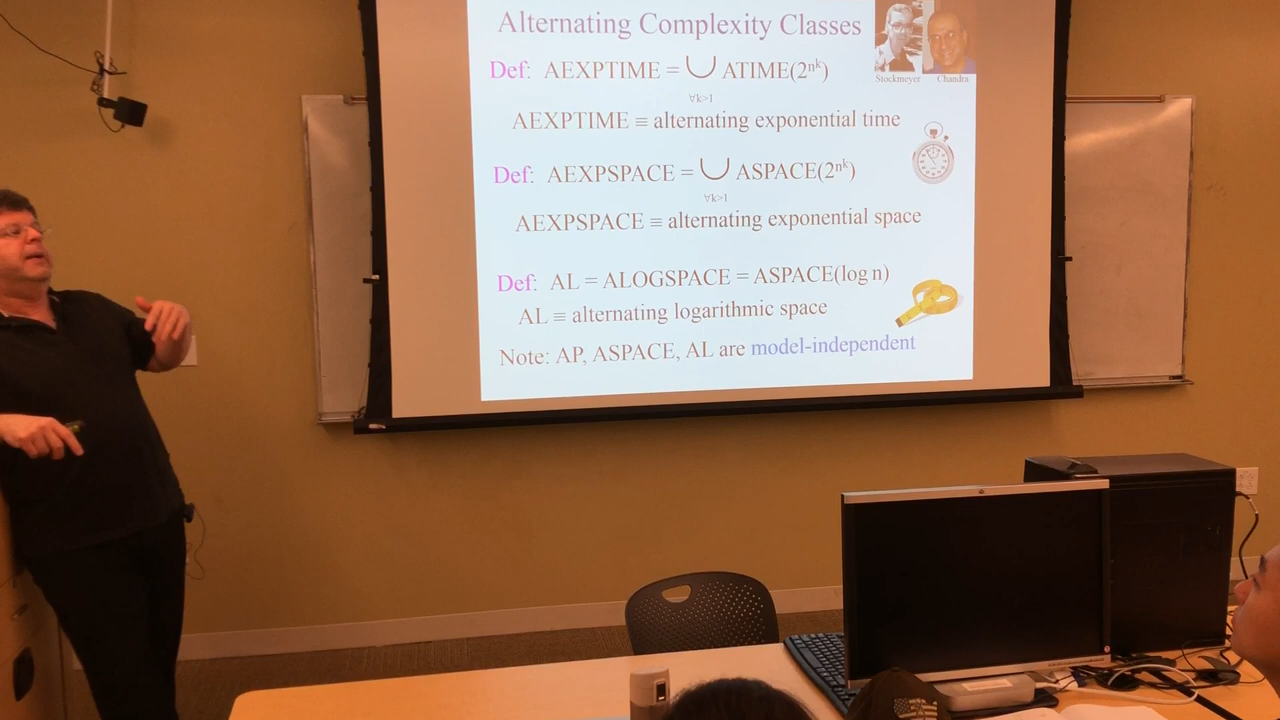 Alternating Complexity Classes
Stockmeyer Chandra
Def: AEXPTIME = ∪ ATIME(2^n^k)
∀k>1
AEXPTIME ≡ alternating exponential time
Def: AEXPSPACE = ∪ ASPACE(2^n^k)
∀k>1
AEXPSPACE ≡ alternating exponential space
Def: AL = ALOGSPACE = ASPACE(log n)
AL ≡ alternating logarithmic space
Note: AP, ASPACE, AL are model-independent